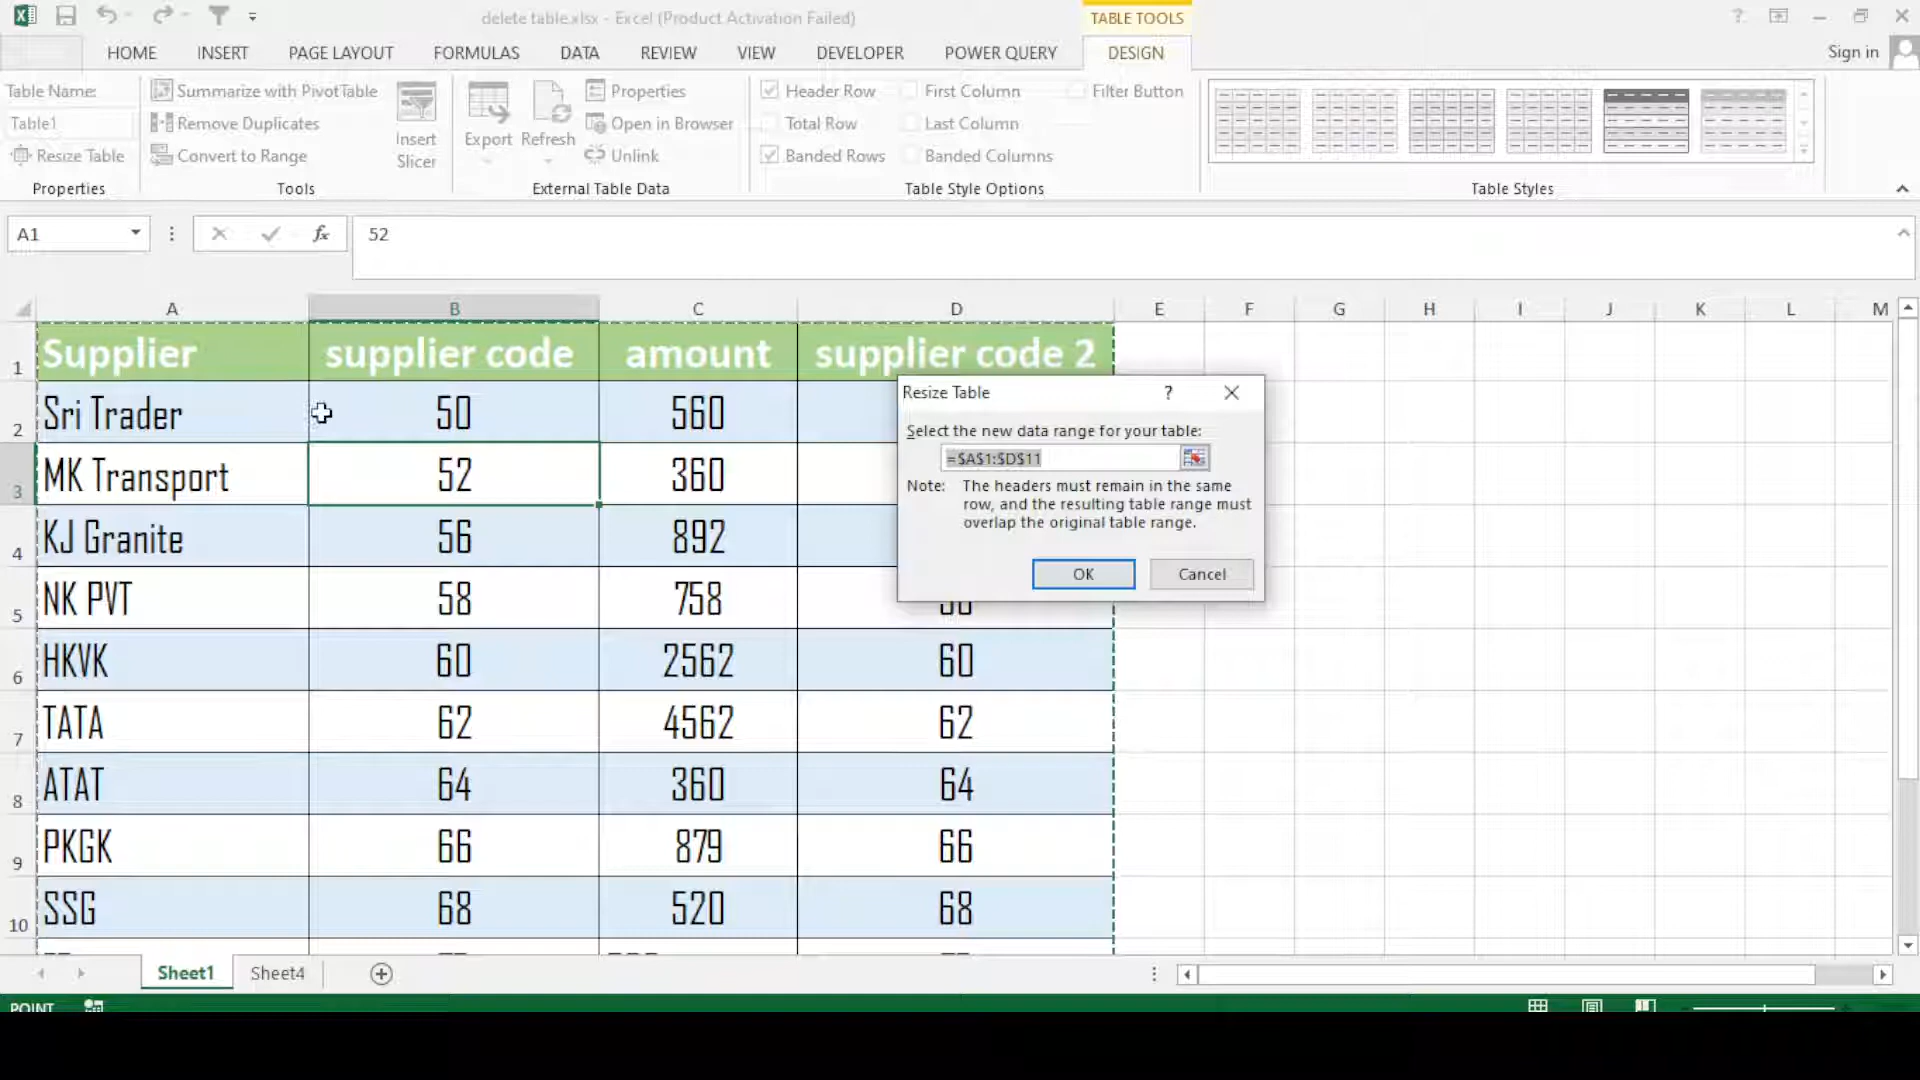 delete table.xlsx - Excel (Product Activation Failed)
TABLE TOOLS
HOME INSERT PAGE LAYOUT FORMULAS DATA REVIEW VIEW DEVELOPER POWER QUERY DESIGN Sign in
Table Name:
Table1
Resize Table
Properties
Summarize with PivotTable
Remove Duplicates
Convert to Range
Insert
Slicer
Tools
Export
Refresh
Properties
Open in Browser
Unlink
External Table Data
Header Row
Total Row
Banded Rows
First Column
Last Column
Banded Columns
Filter Button
Table Style Options
Table Styles
A1 fx 52
A B C D E F G H I J K L M
1 Supplier supplier code amount supplier code 2
2 Sri Trader 50 560
3 MK Transport 52 360
4 KJ Granite 56 892
5 NK PVT 58 758
6 HKVK 60 2562 60
7 TATA 62 4562 62
8 ATAT 64 360 64
9 PKGK 66 879 66
10 SSG 68 520 68
Resize Table ?
Select the new data range for your table:
=$A$1:$D$11
Note: The headers must remain in the same
row, and the resulting table range must
overlap the original table range.
OK Cancel
Sheet1 Sheet4
POINT